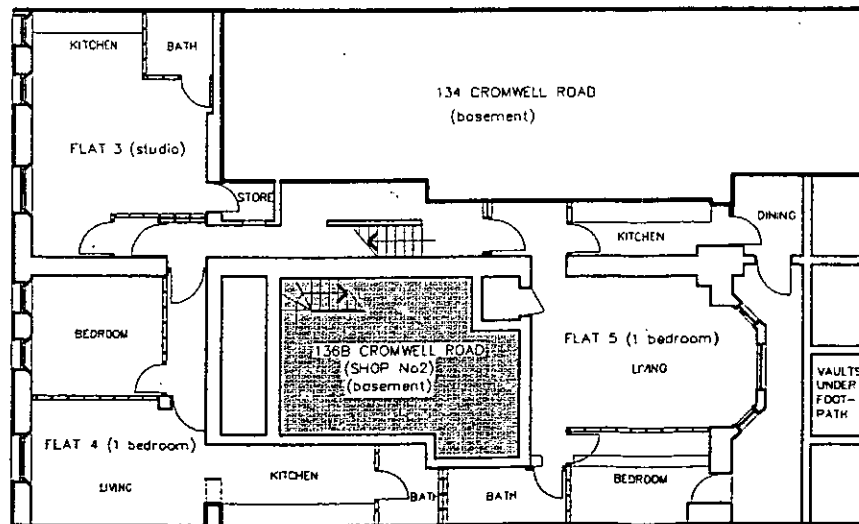 KITCHEN
BATH
134 CROMWELL ROAD
(basement)
FLAT 3 (studio)
STORE
DINING
KITCHEN
BEDROOM
136B CROMWELL ROAD
(SHOP No2)
(basement)
FLAT 5 (1 bedroom)
LIVING
VAULTS
UNDER
FOOT-
PATH
FLAT 4 (1 bedroom)
LIVING
KITCHEN
BATH
BATH
BEDROOM